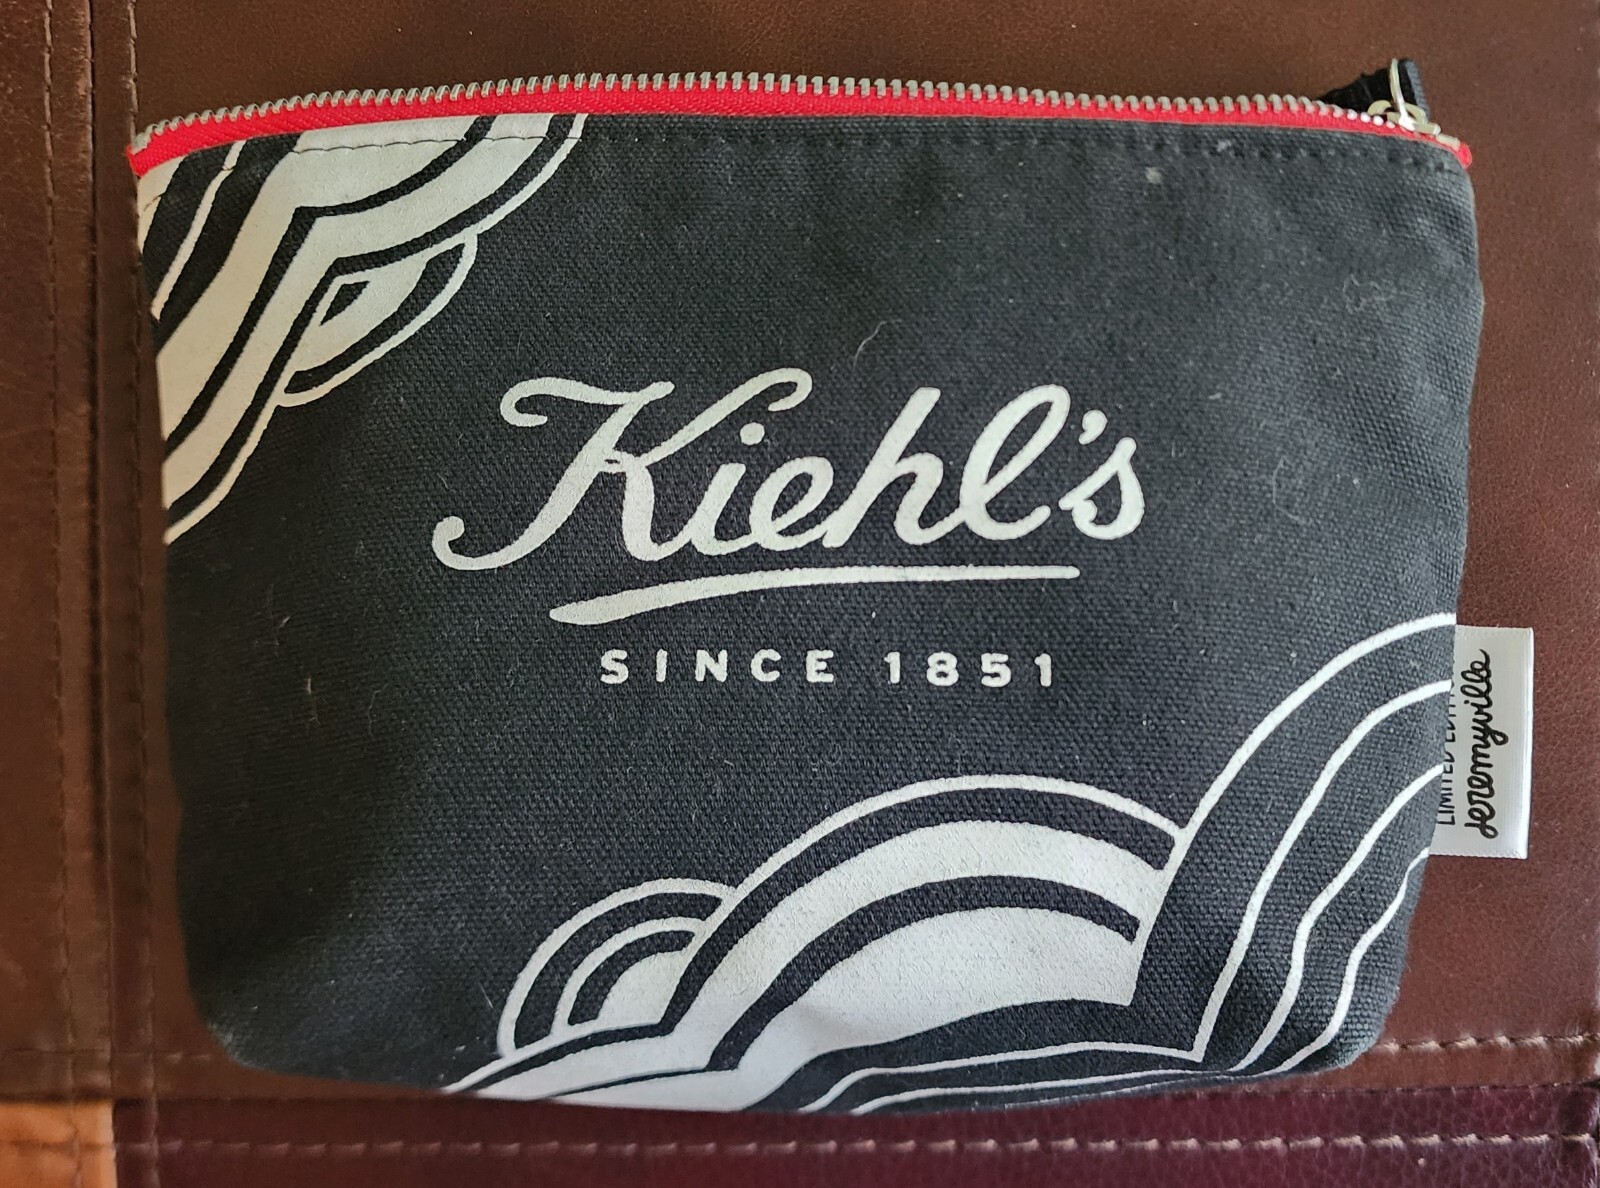 Kiehl's
SINCE 1851
LIMITED EDITION
Jeremyville